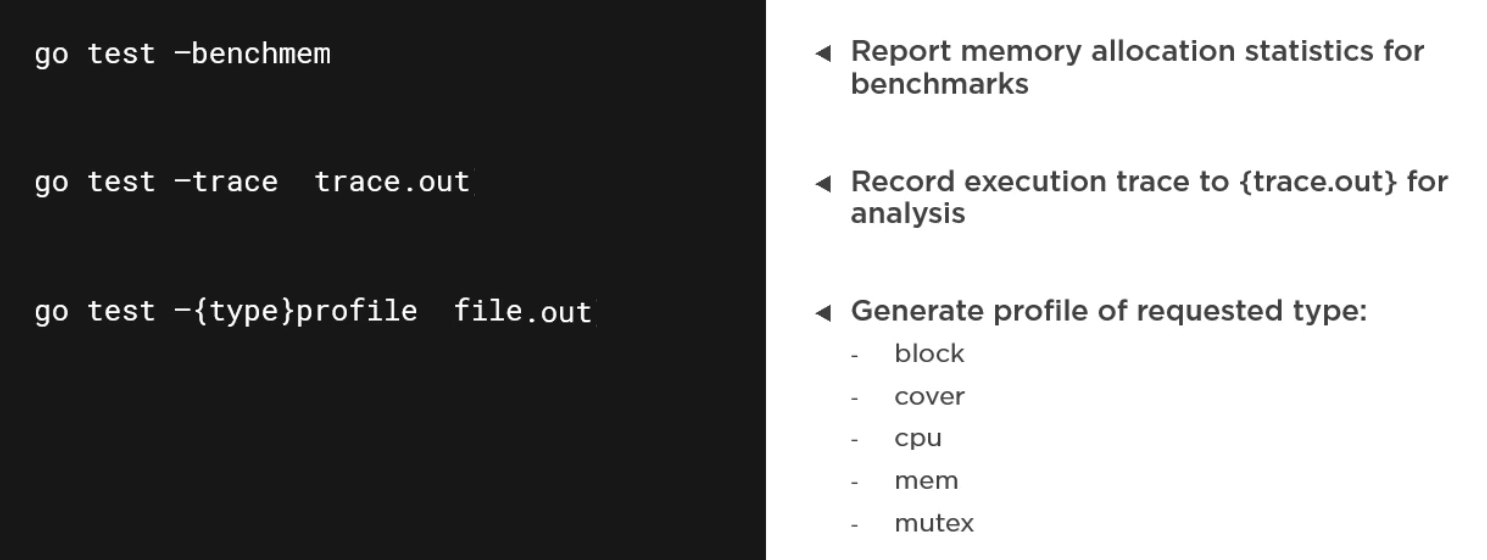 go test –benchmem
◄ Report memory allocation statistics for
benchmarks
go test –trace trace.out
◄ Record execution trace to {trace.out} for
analysis
go test –{type}profile file.out
◄ Generate profile of requested type:
- block
- cover
- cpu
- mem
- mutex